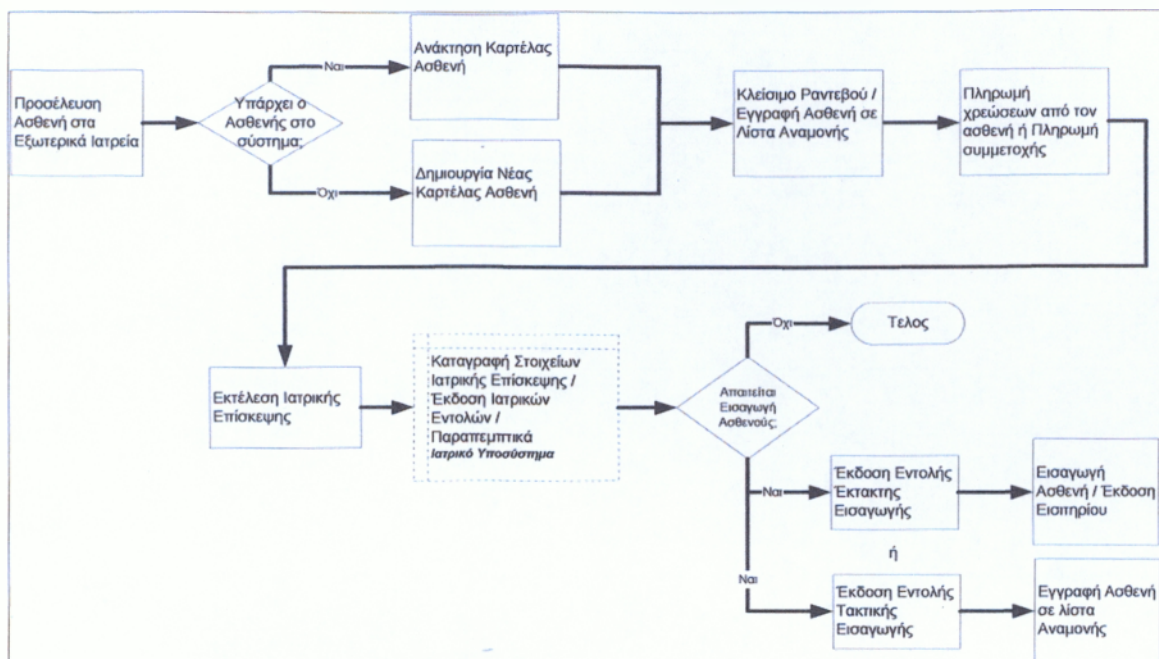 Προσέλευση
Ασθενή στα
Εξωτερικά Ιατρεία
Υπάρχει ο
Ασθενής στο
σύστημα;
Ναι
Όχι
Ανάκτηση Καρτέλας
Ασθενή
Δημιουργία Νέας
Καρτέλας Ασθενή
Κλείσιμο Ραντεβού /
Εγγραφή Ασθενή σε
Λίστα Αναμονής
Πληρωμή
χρεώσεων από τον
ασθενή ή Πληρωμή
συμμετοχής
Εκτέλεση Ιατρικής
Επίσκεψης
Καταγραφή Στοιχείων
Ιατρικής Επίσκεψης /
Έκδοση Ιατρικών
Εντολών /
Παραπεμπτικά
Ιατρικό Υποσύστημα
Απαιτείται
Εισαγωγή
Ασθενούς;
Όχι
Τελος
Ναι
Έκδοση Εντολής
Έκτακτης
Εισαγωγής
Εισαγωγή
Ασθενή / Έκδοση
Εισιτηρίου
ή
Ναι
Έκδοση Εντολής
Τακτικής
Εισαγωγής
Εγγραφή Ασθενή
σε λίστα
Αναμονής